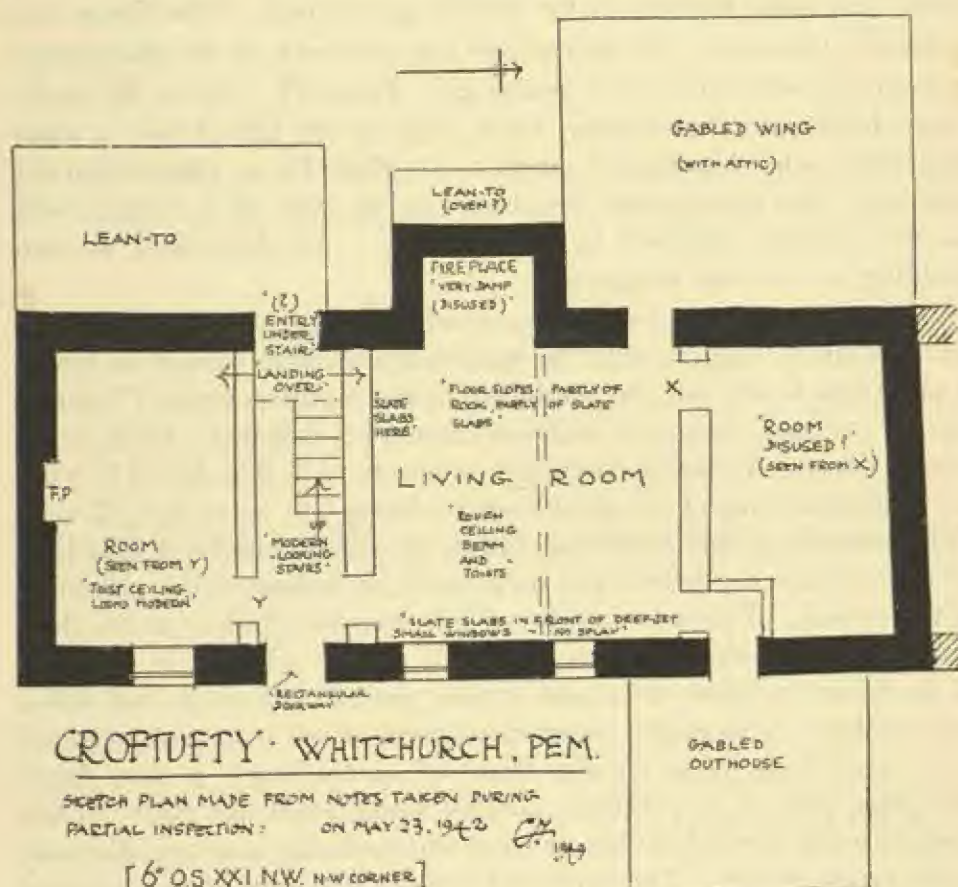 GABLED WING
(WITH ATTIC)
LEAN-TO
(OVEN?)
LEAN-TO
FIREPLACE
"VERY DAMP
(DISUSED)"
"(?)
ENTRY
UNDER
STAIR"
"LANDING
OVER"
"SLATE
SLABS
HERE"
"FLOOR SLOPES · PARTLY OF
ROCK, PARTLY OF SLATE
SLABS"
X
"ROOM
DISUSED?"
(SEEN FROM X)
LIVING ROOM
F.P
UP
"MODERN
-LOOKING
STAIRS"
"ROUGH
CEILING
BEAM
AND
JOISTS
ROOM
(SEEN FROM Y)
"JOIST CEILING
LOOKS MODERN"
Y
"SLATE SLABS IN FRONT OF DEEP-SET
SMALL WINDOWS – NO SPLAY"
"RECTANGULAR
DOORWAY
CROFTUFTY · WHITCHURCH, PEM.
SKETCH PLAN MADE FROM NOTES TAKEN DURING
PARTIAL INSPECTION: ON MAY 23. 1942
1949
[6" O.S XXI N.W. N-W CORNER]
GABLED
OUTHOUSE